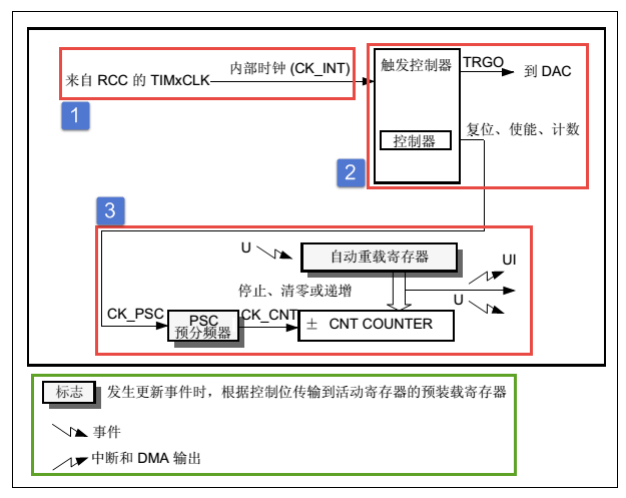 来自 RCC 的 TIMxCLK
内部时钟 (CK_INT)
1
触发控制器
TRGO
到 DAC
控制器
复位、使能、计数
2
3
U
自动重载寄存器
UI
停止、清零或递增
U
CK_PSC
PSC
预分频器
CK_CNT
± CNT COUNTER
标志 发生更新事件时，根据控制位传输到活动寄存器的预装载寄存器
事件
中断和 DMA 输出